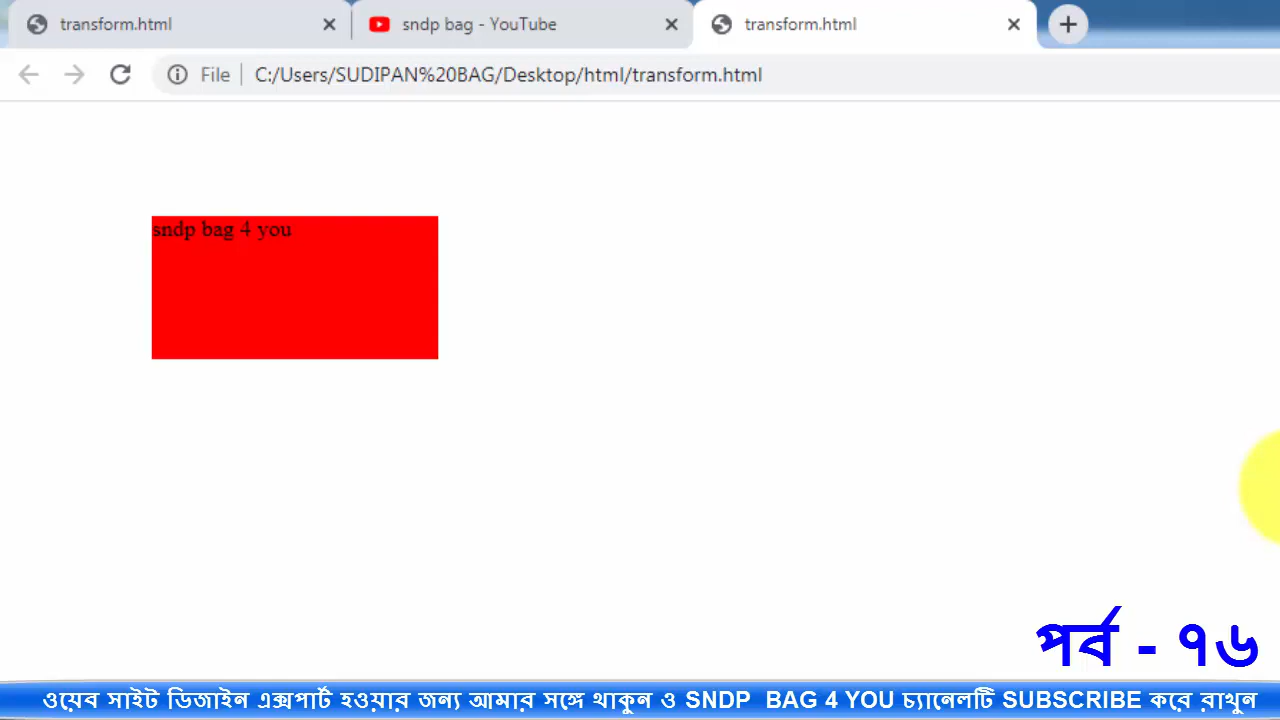 transform.html
sndp bag - YouTube
transform.html
File
C:/Users/SUDIPAN%20BAG/Desktop/html/transform.html
sndp bag 4 you
পর্ব - ৭৬
ওয়েব সাইট ডিজাইন এক্সপার্ট হওয়ার জন্য আমার সঙ্গে থাকুন ও SNDP BAG 4 YOU চ্যানেলটি SUBSCRIBE করে রাখুন